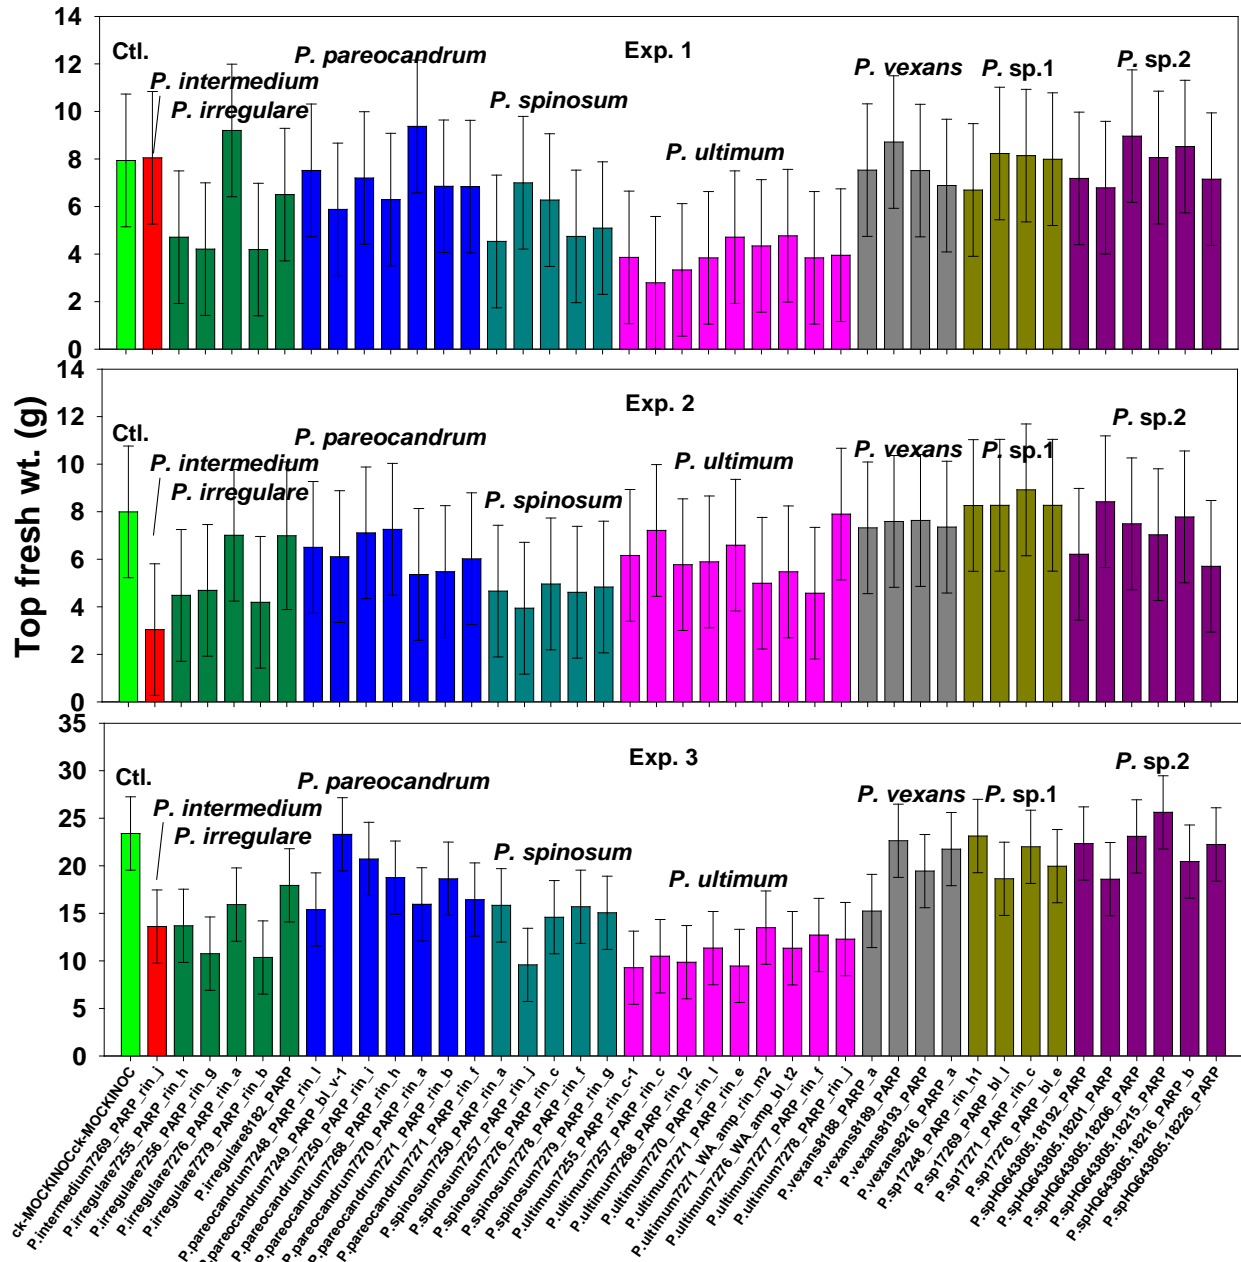 Top fresh wt. (g)
14
12
10
8
6
4
2
0
Ctl.
P. intermedium
P. irregulare
P. pareocandrum
P. spinosum
Exp. 1
P. ultimum
P. vexans
P. sp.1
P. sp.2
14
12
10
8
6
4
2
0
Ctl.
P. intermedium
P. irregulare
P. pareocandrum
P. spinosum
Exp. 2
P. ultimum
P. vexans
P. sp.1
P. sp.2
35
30
25
20
15
10
5
0
Ctl.
P. intermedium
P. irregulare
P. pareocandrum
P. spinosum
Exp. 3
P. ultimum
P. vexans
P. sp.1
P. sp.2
ck-MOCKINOCck-MOCKINOC
P.intermedium7269_PARP_rin_j
P.irregulare7255_PARP_rin_h
P.irregulare7256_PARP_rin_g
P.irregulare7276_PARP_rin_a
P.irregulare7279_PARP_rin_b
P.irregulare8182_PARP
P.pareocandrum7248_PARP_rin_l
P.pareocandrum7249_PARP_bl_v-1
P.pareocandrum7250_PARP_rin_i
P.pareocandrum7268_PARP_rin_h
P.pareocandrum7270_PARP_rin_a
P.pareocandrum7271_PARP_rin_b
P.pareocandrum7271_PARP_rin_f
P.spinosum7250_PARP_rin_a
P.spinosum7257_PARP_rin_j
P.spinosum7276_PARP_rin_c
P.spinosum7278_PARP_rin_f
P.spinosum7279_PARP_rin_g
P.ultimum7255_PARP_rin_c-1
P.ultimum7257_PARP_rin_c
P.ultimum7268_PARP_rin_l2
P.ultimum7270_PARP_rin_l
P.ultimum7271_PARP_rin_e
P.ultimum7271_WA_amp_rin_m2
P.ultimum7276_WA_amp_bl_t2
P.ultimum7277_PARP_rin_f
P.ultimum7278_PARP_rin_j
P.vexans8188_PARP_a
P.vexans8189_PARP
P.vexans8193_PARP
P.vexans8216_PARP_a
P.sp17248_PARP_rin_h1
P.sp17269_PARP_bl_l
P.sp17271_PARP_rin_c
P.sp17276_PARP_bl_e
P.spHQ643805.18192_PARP
P.spHQ643805.18201_PARP
P.spHQ643805.18206_PARP
P.spHQ643805.18215_PARP
P.spHQ643805.18216_PARP_b
P.spHQ643805.18226_PARP